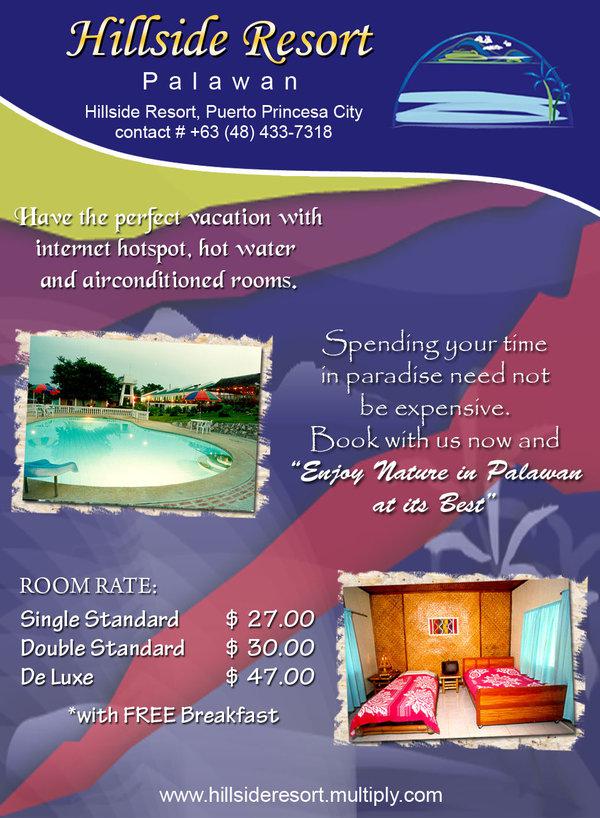 Hillside Resort
Palawan
Hillside Resort, Puerto Princesa City
contact # +63 (48) 433-7318
Have the perfect vacation with
internet hotspot, hot water
and airconditioned rooms.
Spending your time
in paradise need not
be expensive.
Book with us now and
“Enjoy Nature in Palawan
at its Best”
ROOM RATE:
Single Standard $ 27.00
Double Standard $ 30.00
De Luxe $ 47.00
*with FREE Breakfast
www.hillsideresort.multiply.com